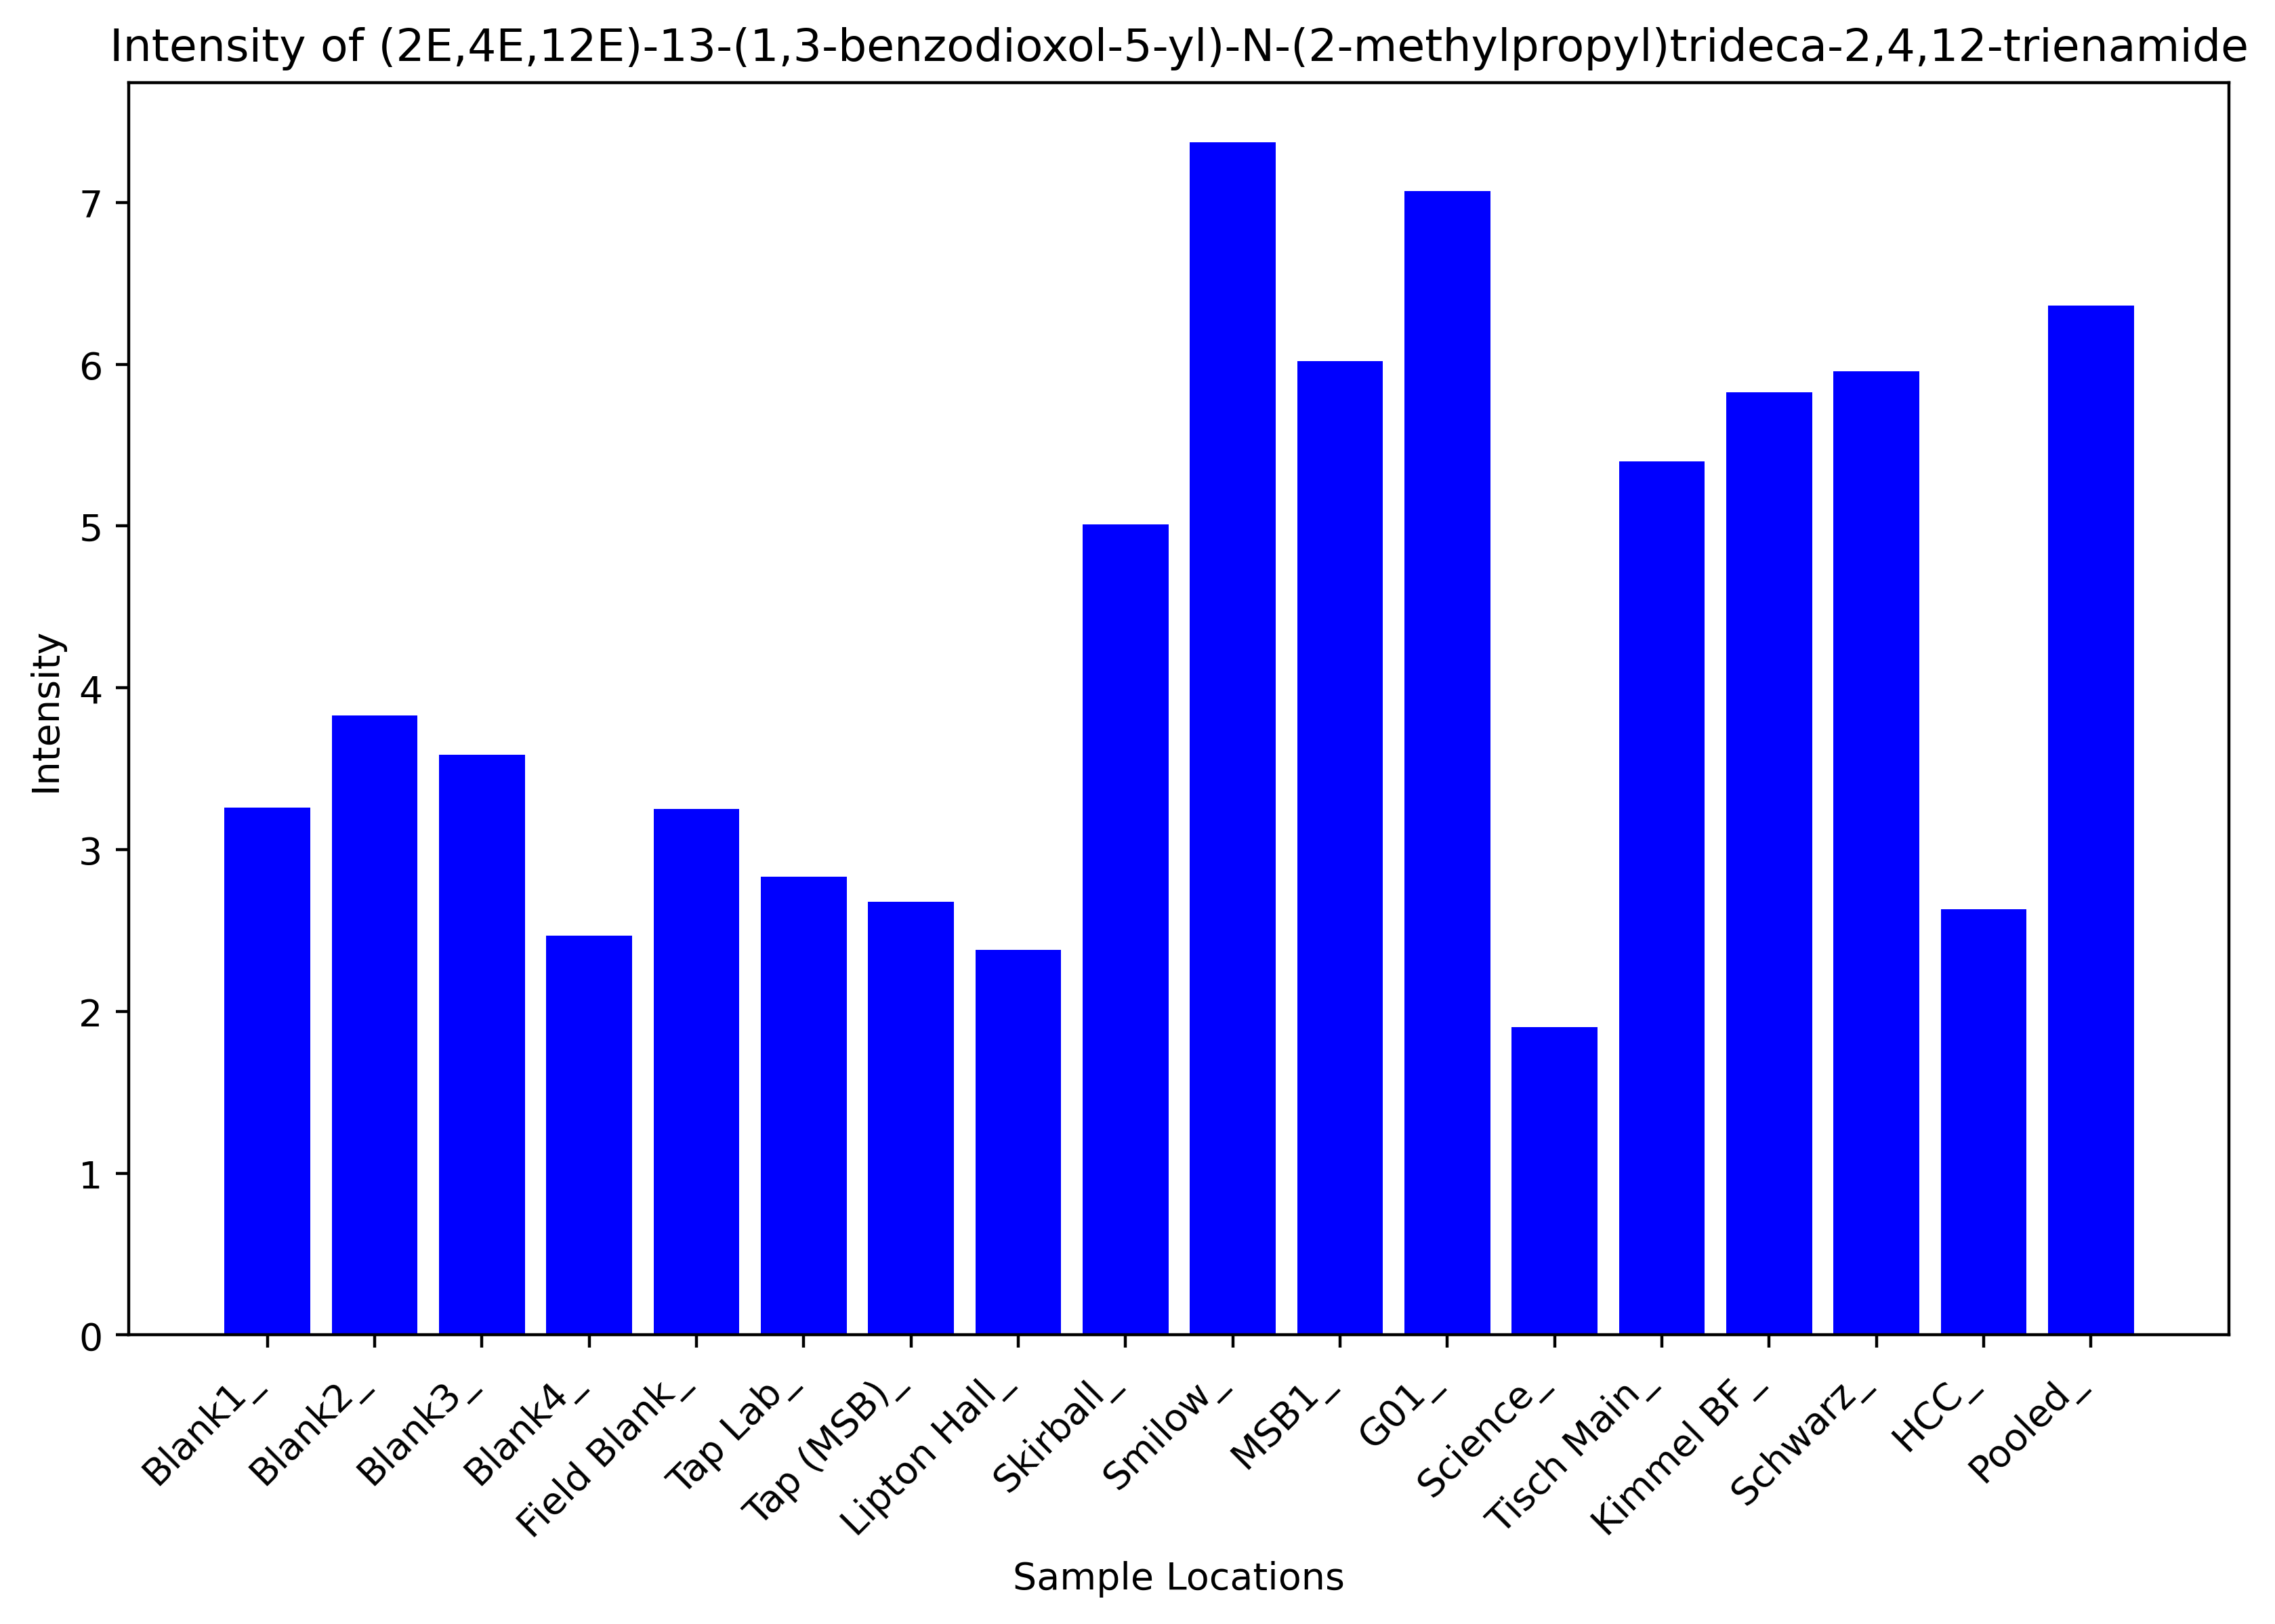 Intensity of (2E,4E,12E)-13-(1,3-benzodioxol-5-yl)-N-(2-methylpropyl)trideca-2,4,12-trienamide
Intensity
7
6
5
4
3
2
1
0
Blank1_
Blank2_
Blank3_
Blank4_
Field Blank_
Tap Lab_
Tap (MSB)_
Lipton Hall_
Skirball_
Smilow_
MSB1_
G01_
Science_
Tisch Main_
Kimmel BF_
Schwarz_
HCC_
Pooled_
Sample Locations